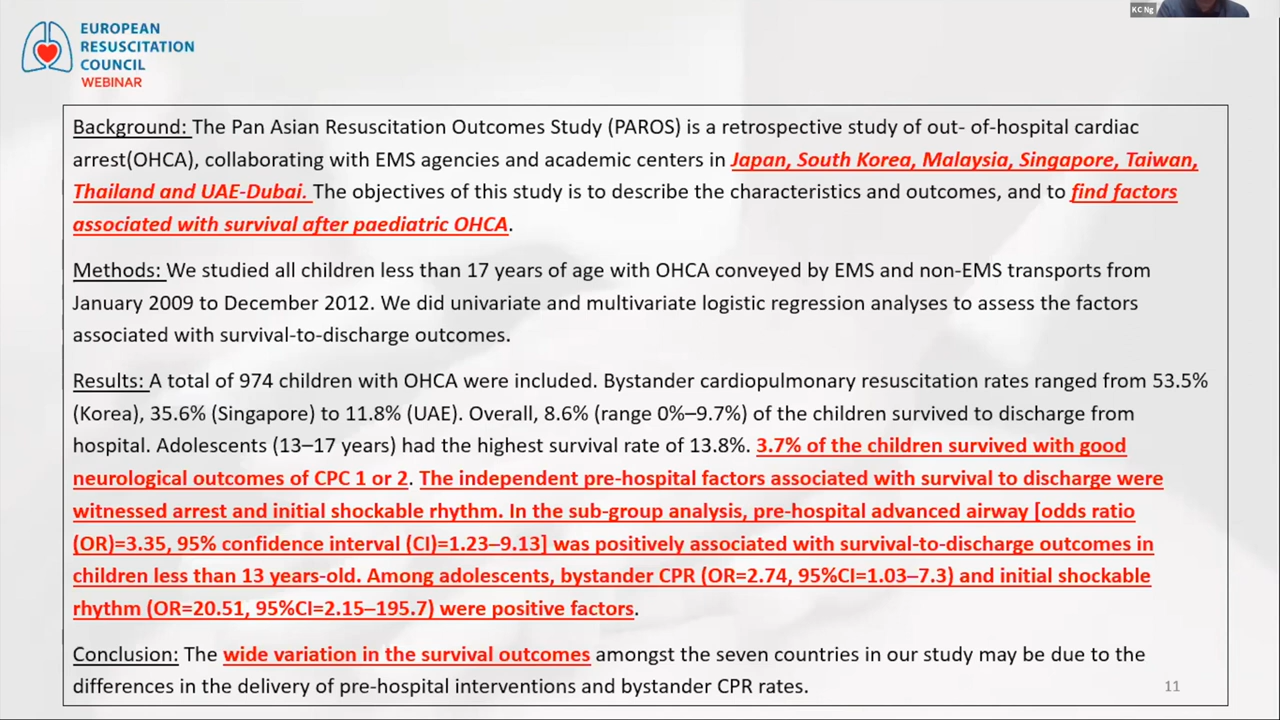 KC Ng
EUROPEAN
RESUSCITATION
COUNCIL
WEBINAR
Background: The Pan Asian Resuscitation Outcomes Study (PAROS) is a retrospective study of out- of-hospital cardiac
arrest(OHCA), collaborating with EMS agencies and academic centers in Japan, South Korea, Malaysia, Singapore, Taiwan,
Thailand and UAE-Dubai. The objectives of this study is to describe the characteristics and outcomes, and to find factors
associated with survival after paediatric OHCA.
Methods: We studied all children less than 17 years of age with OHCA conveyed by EMS and non-EMS transports from
January 2009 to December 2012. We did univariate and multivariate logistic regression analyses to assess the factors
associated with survival-to-discharge outcomes.
Results: A total of 974 children with OHCA were included. Bystander cardiopulmonary resuscitation rates ranged from 53.5%
(Korea), 35.6% (Singapore) to 11.8% (UAE). Overall, 8.6% (range 0%–9.7%) of the children survived to discharge from
hospital. Adolescents (13–17 years) had the highest survival rate of 13.8%. 3.7% of the children survived with good
neurological outcomes of CPC 1 or 2. The independent pre-hospital factors associated with survival to discharge were
witnessed arrest and initial shockable rhythm. In the sub-group analysis, pre-hospital advanced airway [odds ratio
(OR)=3.35, 95% confidence interval (CI)=1.23–9.13] was positively associated with survival-to-discharge outcomes in
children less than 13 years-old. Among adolescents, bystander CPR (OR=2.74, 95%CI=1.03–7.3) and initial shockable
rhythm (OR=20.51, 95%CI=2.15–195.7) were positive factors.
Conclusion: The wide variation in the survival outcomes amongst the seven countries in our study may be due to the
differences in the delivery of pre-hospital interventions and bystander CPR rates.
11